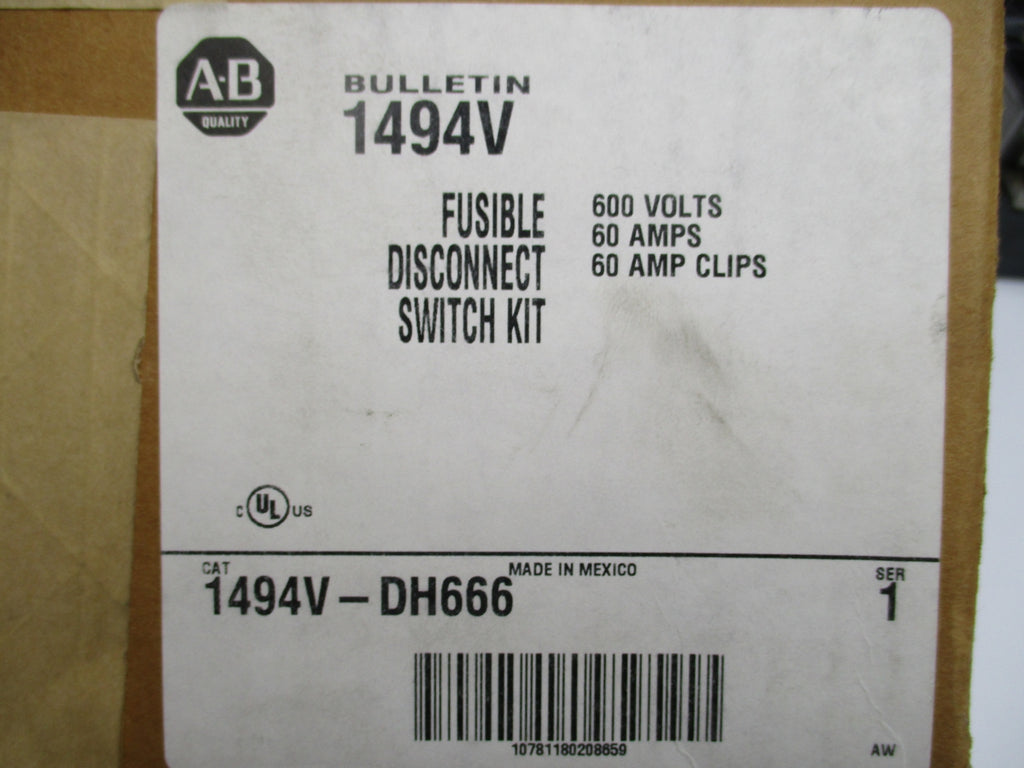 A·B
QUALITY
BULLETIN
1494V
FUSIBLE
DISCONNECT
SWITCH KIT
600 VOLTS
60 AMPS
60 AMP CLIPS
C UL US
MADE IN MEXICO
CAT
1494V – DH666
SER
1
10781180208659
AW